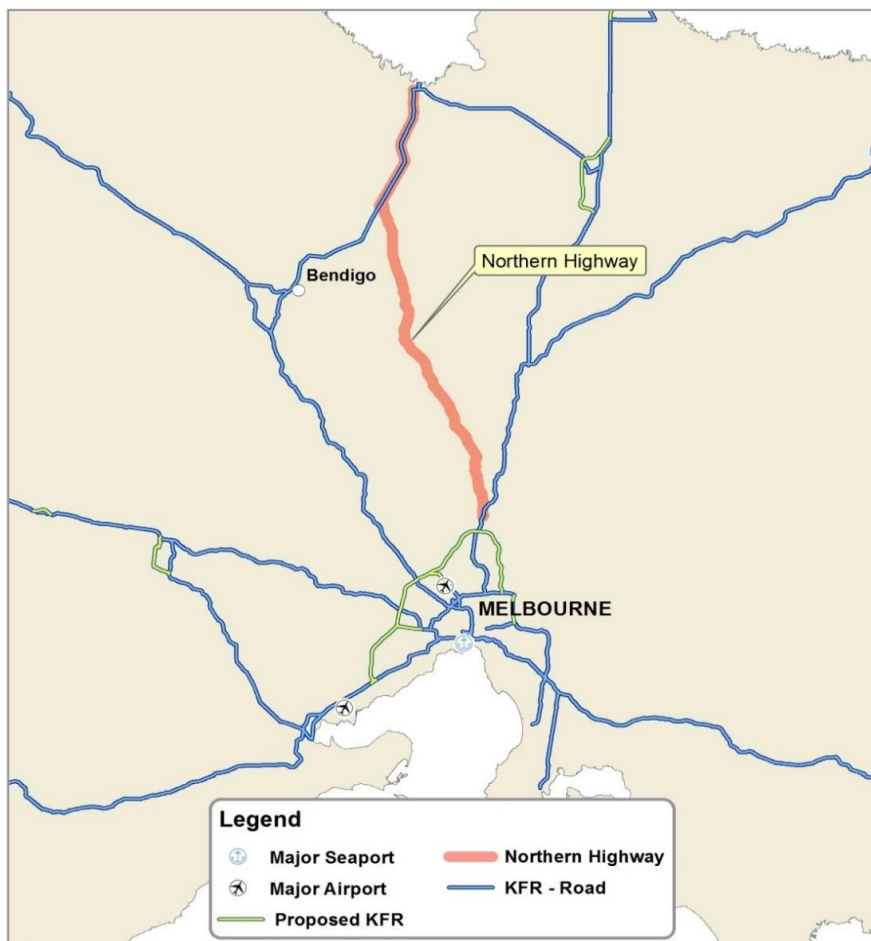 Bendigo
Northern Highway
MELBOURNE
Legend
Major Seaport
Northern Highway
Major Airport
KFR - Road
Proposed KFR